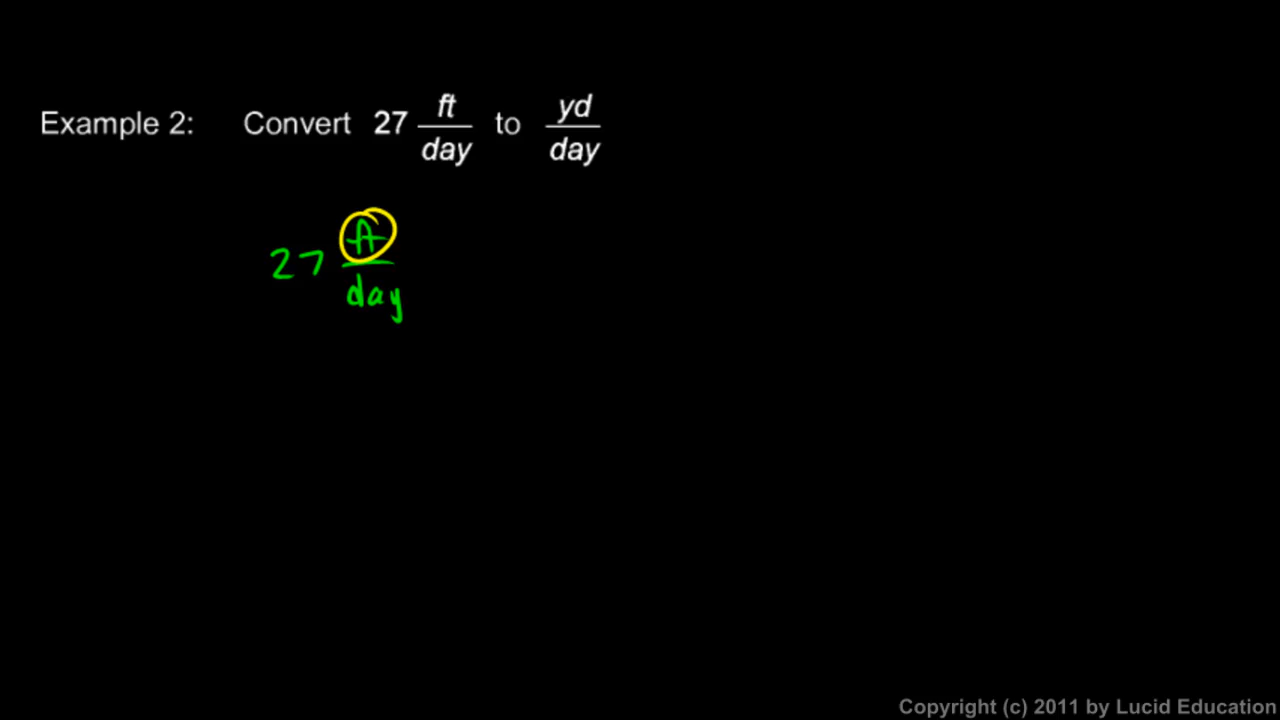 Example 2: Convert 27 ft/day to yd/day
27 ft/day
Copyright (c) 2011 by Lucid Education